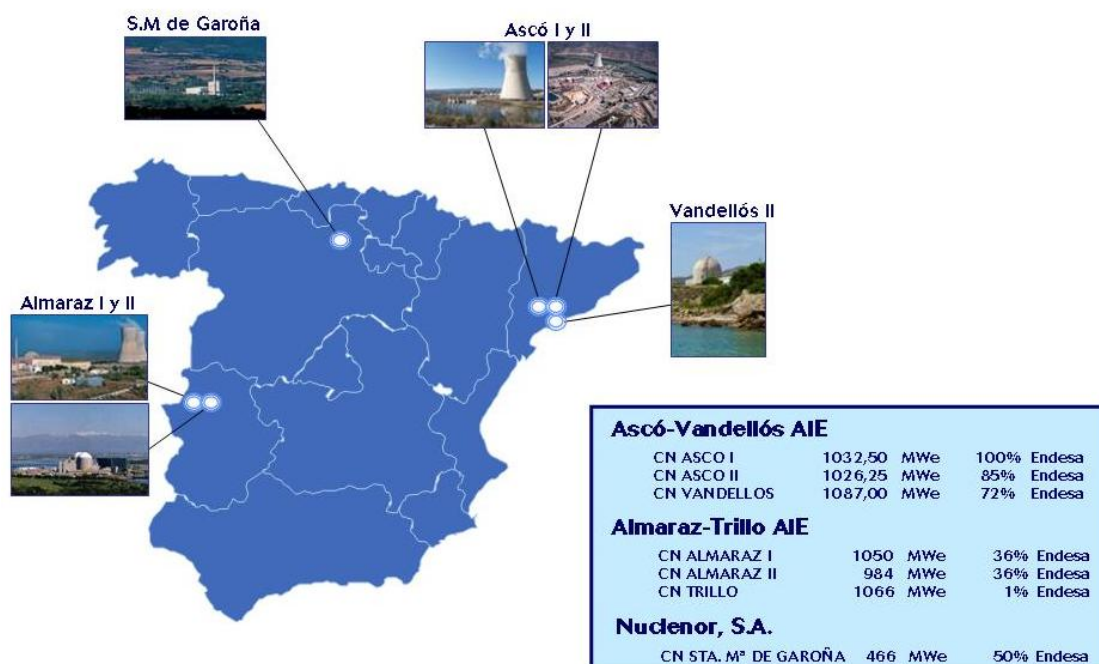 S.M de Garoña
Ascó I y II
Vandellós II
Almaraz I y II
Ascó-Vandellós AIE
CN ASCO I 1032,50 MWe 100% Endesa
CN ASCO II 1026,25 MWe 85% Endesa
CN VANDELLOS 1087,00 MWe 72% Endesa
Almaraz-Trillo AIE
CN ALMARAZ I 1050 MWe 36% Endesa
CN ALMARAZ II 984 MWe 36% Endesa
CN TRILLO 1066 MWe 1% Endesa
Nuclenor, S.A.
CN STA. Mª DE GAROÑA 466 MWe 50% Endesa